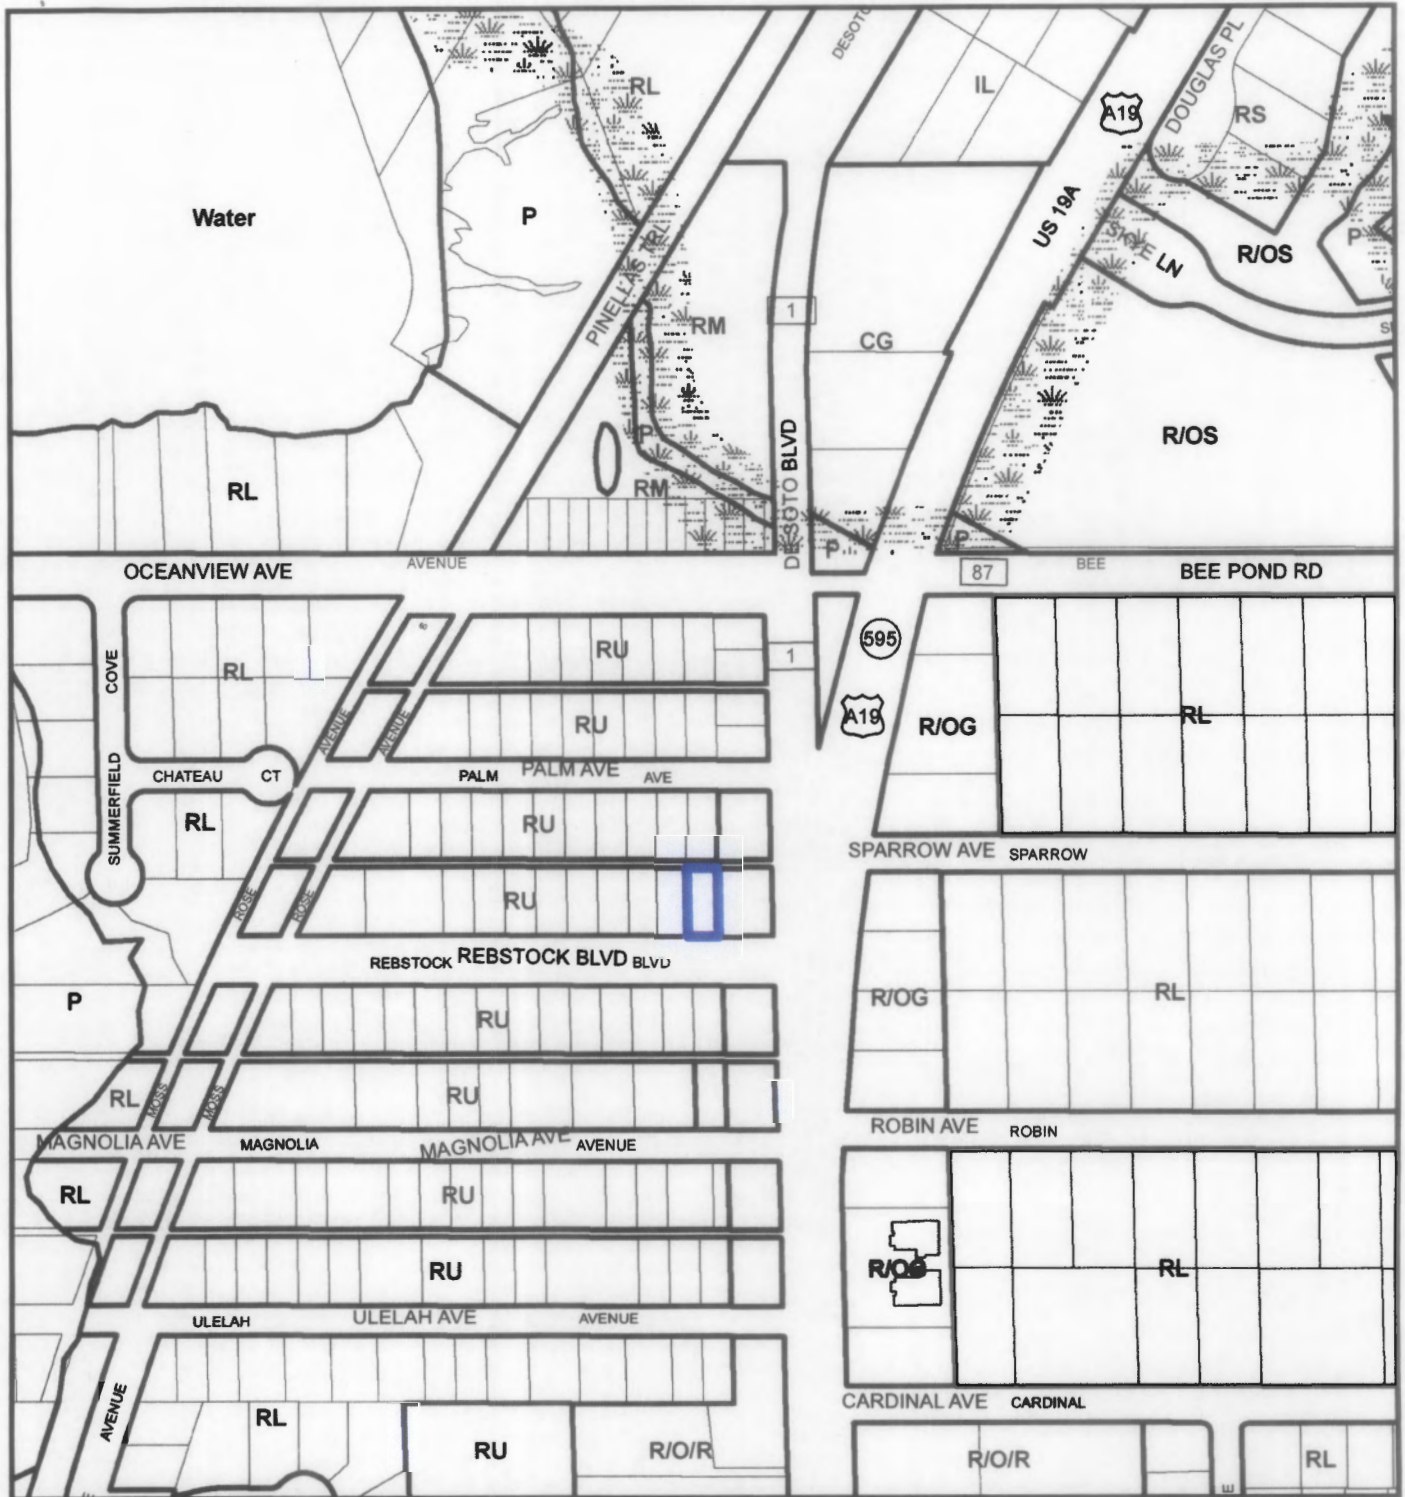 DESOTO
DOUGLAS PL
IL
RL
A19
RS
Water
P
US 19A
LN
R/OS
P
PINELLAS TRL
1
RM
CG
R/OS
P
DESOTO BLVD
RL
RM
P
P
AVENUE
BEE
OCEANVIEW AVE
87
BEE POND RD
8
RU
595
1
COVE
RL
RL
A19
AVENUE
AVENUE
RU
R/OG
SUMMERFIELD
CHATEAU CT
PALM PALM AVE AVE
RL
RU
SPARROW AVE SPARROW
ROSE
ROSE
RU
REBSTOCK REBSTOCK BLVD BLVD
P
R/OG
RL
RU
RL
MOSS
MOSS
RU
ROBIN AVE ROBIN
MAGNOLIA AVE MAGNOLIA MAGNOLIA AVE AVENUE
RL
RU
RU
R/OG
RL
ULELAH ULELAH AVE AVENUE
AVENUE
CARDINAL AVE CARDINAL
RL
RU
R/O/R
R/O/R
RL
E